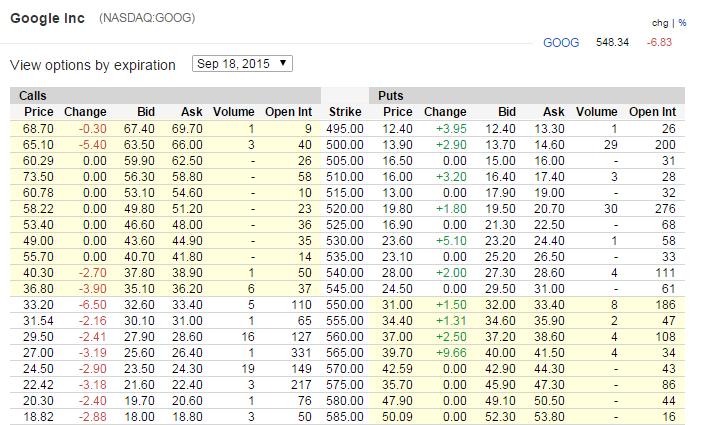 Google Inc (NASDAQ:GOOG)
chg | %
GOOG 548.34 -6.83
View options by expiration Sep 18, 2015 ▼
Calls Puts
Price Change Bid Ask Volume Open Int Strike Price Change Bid Ask Volume Open Int
68.70 -0.30 67.40 69.70 1 9 495.00 12.40 +3.95 12.40 13.30 1 26
65.10 -5.40 63.50 66.00 3 40 500.00 13.90 +2.90 13.70 14.60 29 200
60.29 0.00 59.90 62.50 - 26 505.00 16.50 0.00 15.00 16.00 - 31
73.50 0.00 56.30 58.80 - 58 510.00 16.00 +3.20 16.40 17.40 3 28
60.78 0.00 53.10 54.60 - 10 515.00 13.00 0.00 17.90 19.00 - 32
58.22 0.00 49.80 51.20 - 23 520.00 19.80 +1.80 19.50 20.70 30 276
53.40 0.00 46.60 48.00 - 36 525.00 16.90 0.00 21.30 22.50 - 68
49.00 0.00 43.60 44.90 - 35 530.00 23.60 +5.10 23.20 24.40 1 58
55.70 0.00 40.70 41.80 - 14 535.00 23.10 0.00 25.20 26.50 - 33
40.30 -2.70 37.80 38.90 1 50 540.00 28.00 +2.00 27.30 28.60 4 111
36.80 -3.90 35.10 36.20 6 37 545.00 24.50 0.00 29.50 31.00 - 61
33.20 -6.50 32.60 33.40 5 110 550.00 31.00 +1.50 32.00 33.40 8 186
31.54 -2.16 30.10 31.00 1 65 555.00 34.40 +1.31 34.60 35.90 2 47
29.50 -2.41 27.90 28.60 16 127 560.00 37.00 +2.50 37.20 38.60 4 108
27.00 -3.19 25.60 26.40 1 331 565.00 39.70 +9.66 40.00 41.50 4 34
24.50 -2.90 23.50 24.30 19 149 570.00 42.59 0.00 42.90 44.30 - 43
22.42 -3.18 21.60 22.40 3 217 575.00 35.70 0.00 45.90 47.30 - 86
20.30 -2.40 19.70 20.60 1 76 580.00 47.90 0.00 49.10 50.50 - 44
18.82 -2.88 18.00 18.80 3 50 585.00 50.09 0.00 52.30 53.80 - 16